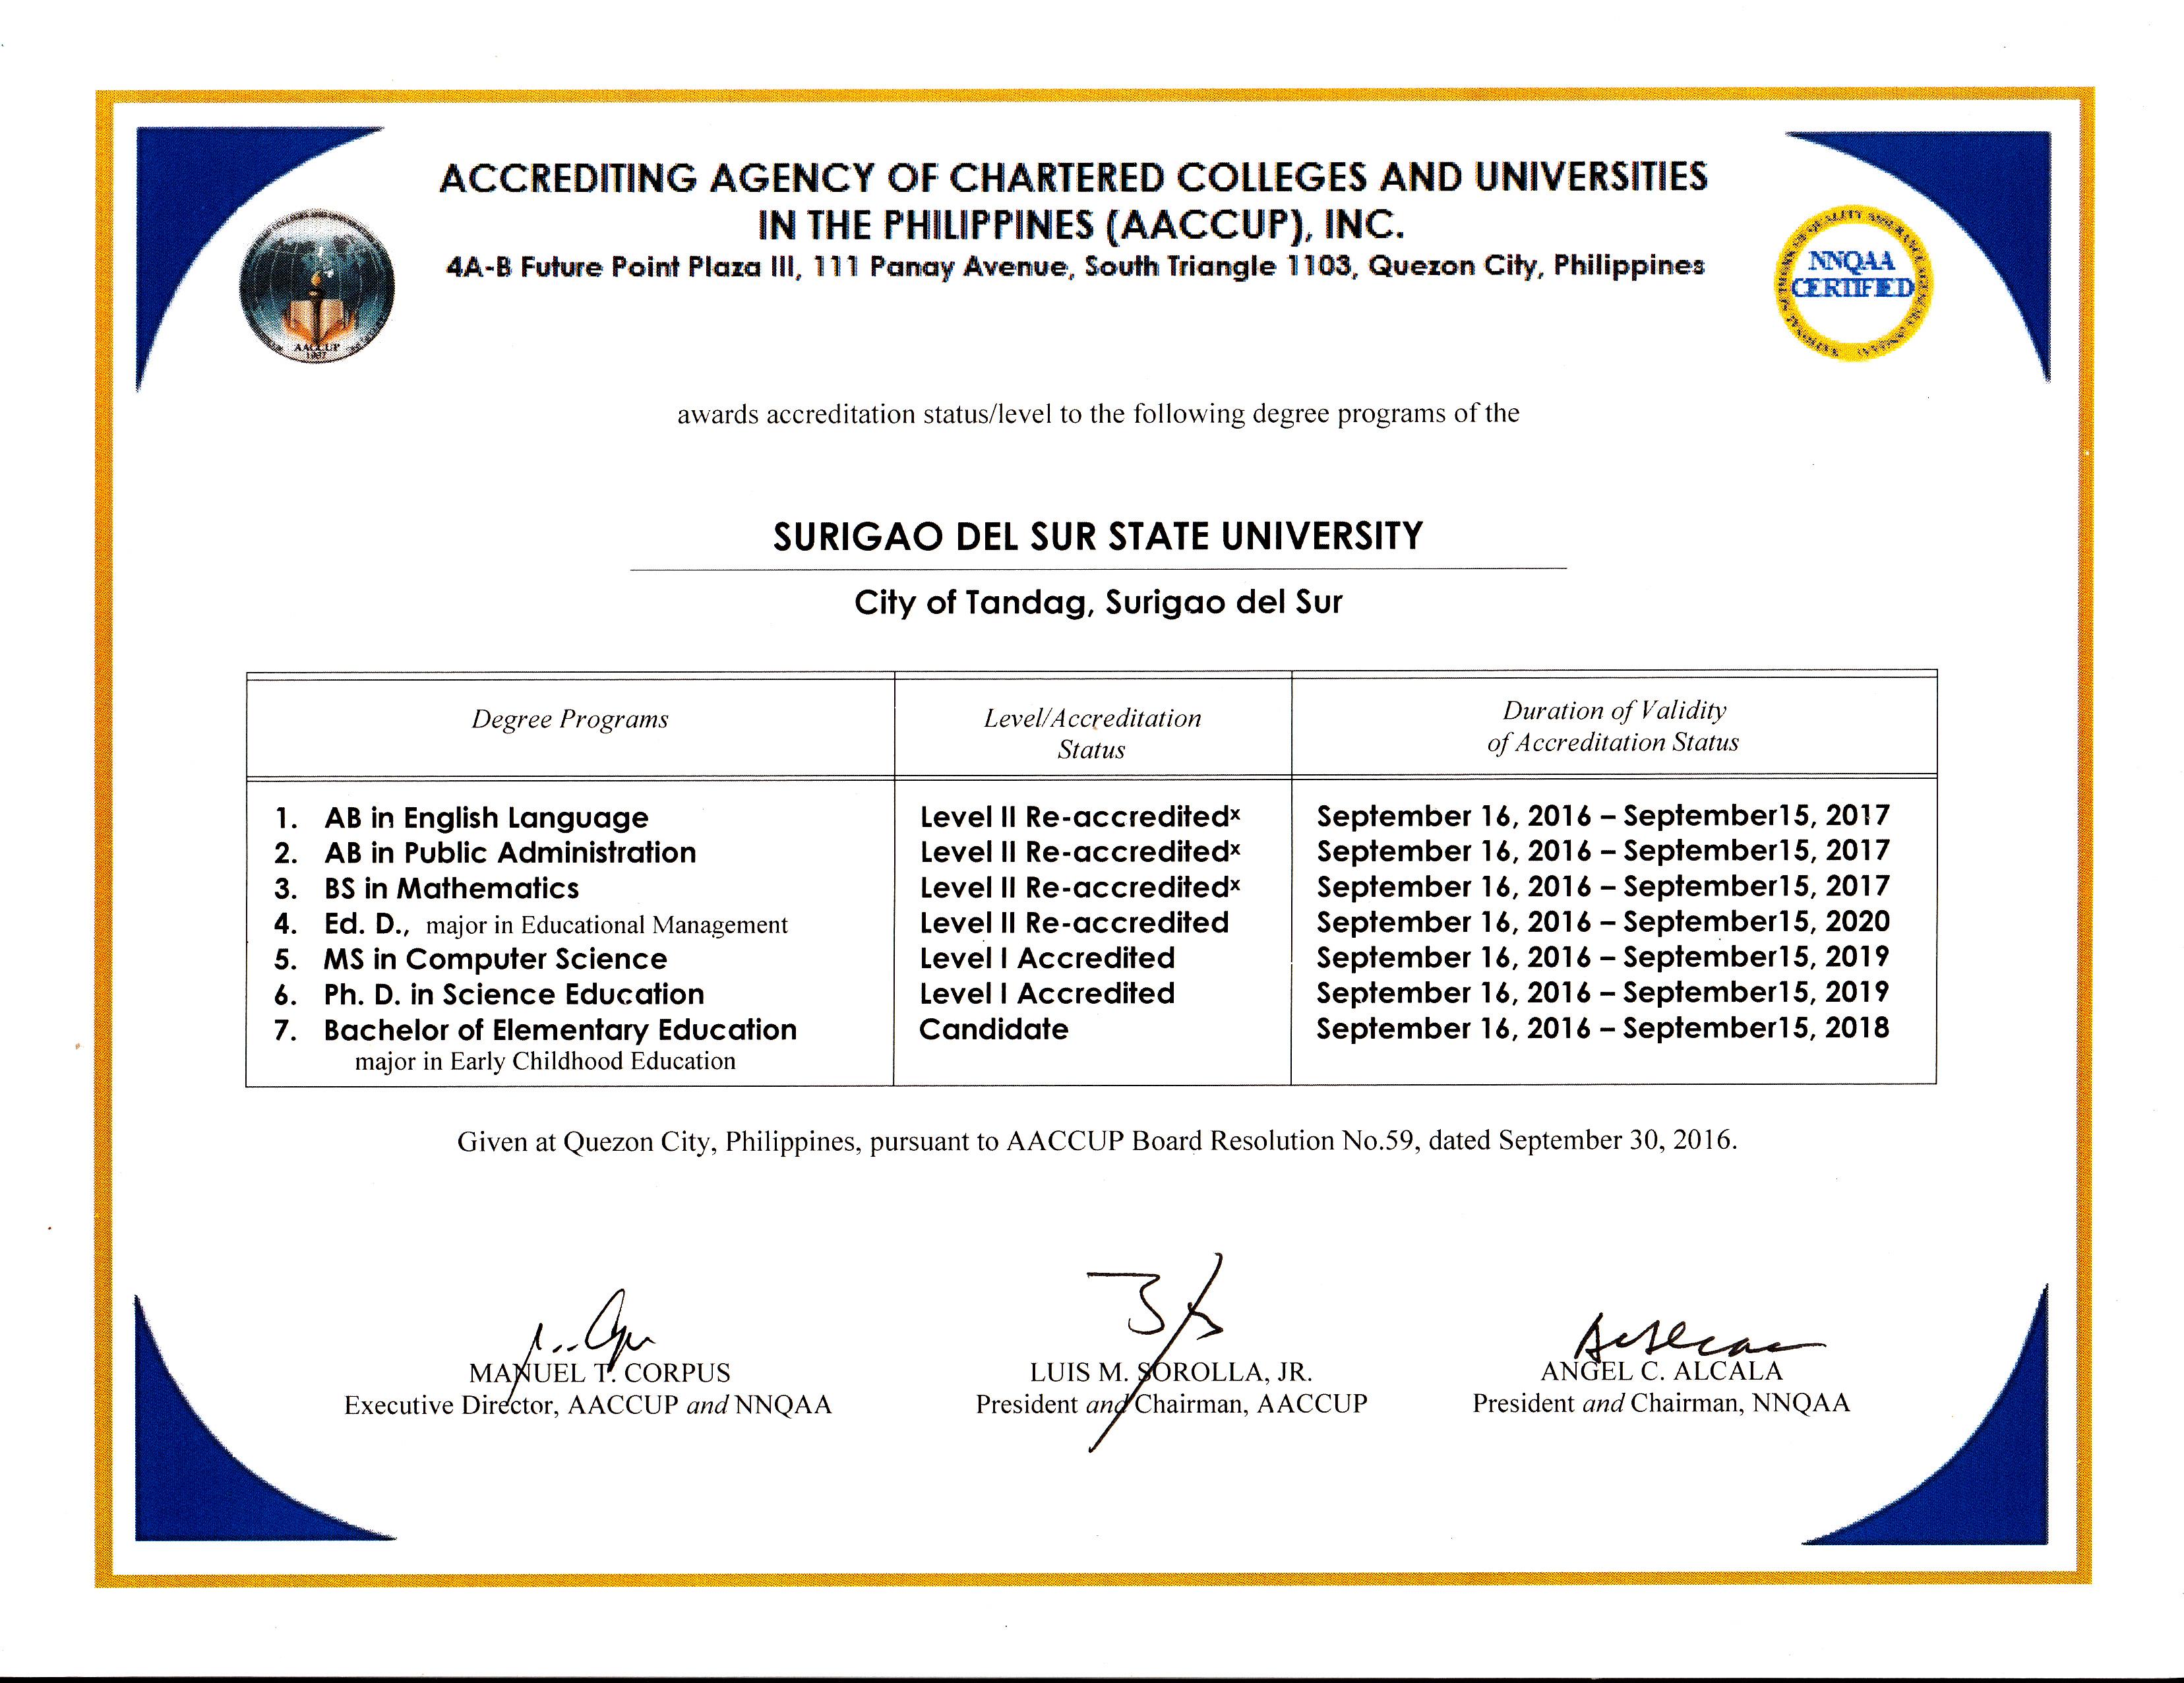 ACCREDITING AGENCY OF CHARTERED COLLEGES AND UNIVERSITIES
IN THE PHILIPPINES (AACCUP), INC.
4A-B Future Point Plaza III, 111 Panay Avenue, South Triangle 1103, Quezon City, Philippines
AACCUP
1987
NNQAA
CERTIFIED
awards accreditation status/level to the following degree programs of the
SURIGAO DEL SUR STATE UNIVERSITY
City of Tandag, Surigao del Sur
Degree Programs Level/Accreditation Status Duration of Validity of Accreditation Status
1. AB in English Language Level II Re-accreditedx September 16, 2016 – September15, 2017
2. AB in Public Administration Level II Re-accreditedx September 16, 2016 – September15, 2017
3. BS in Mathematics Level II Re-accreditedx September 16, 2016 – September15, 2017
4. Ed. D., major in Educational Management Level II Re-accredited September 16, 2016 – September15, 2020
5. MS in Computer Science Level I Accredited September 16, 2016 – September15, 2019
6. Ph. D. in Science Education Level I Accredited September 16, 2016 – September15, 2019
7. Bachelor of Elementary Education Candidate September 16, 2016 – September15, 2018
major in Early Childhood Education
Given at Quezon City, Philippines, pursuant to AACCUP Board Resolution No.59, dated September 30, 2016.
MANUEL T. CORPUS
Executive Director, AACCUP and NNQAA
LUIS M. SOROLLA, JR.
President and Chairman, AACCUP
ANGEL C. ALCALA
President and Chairman, NNQAA